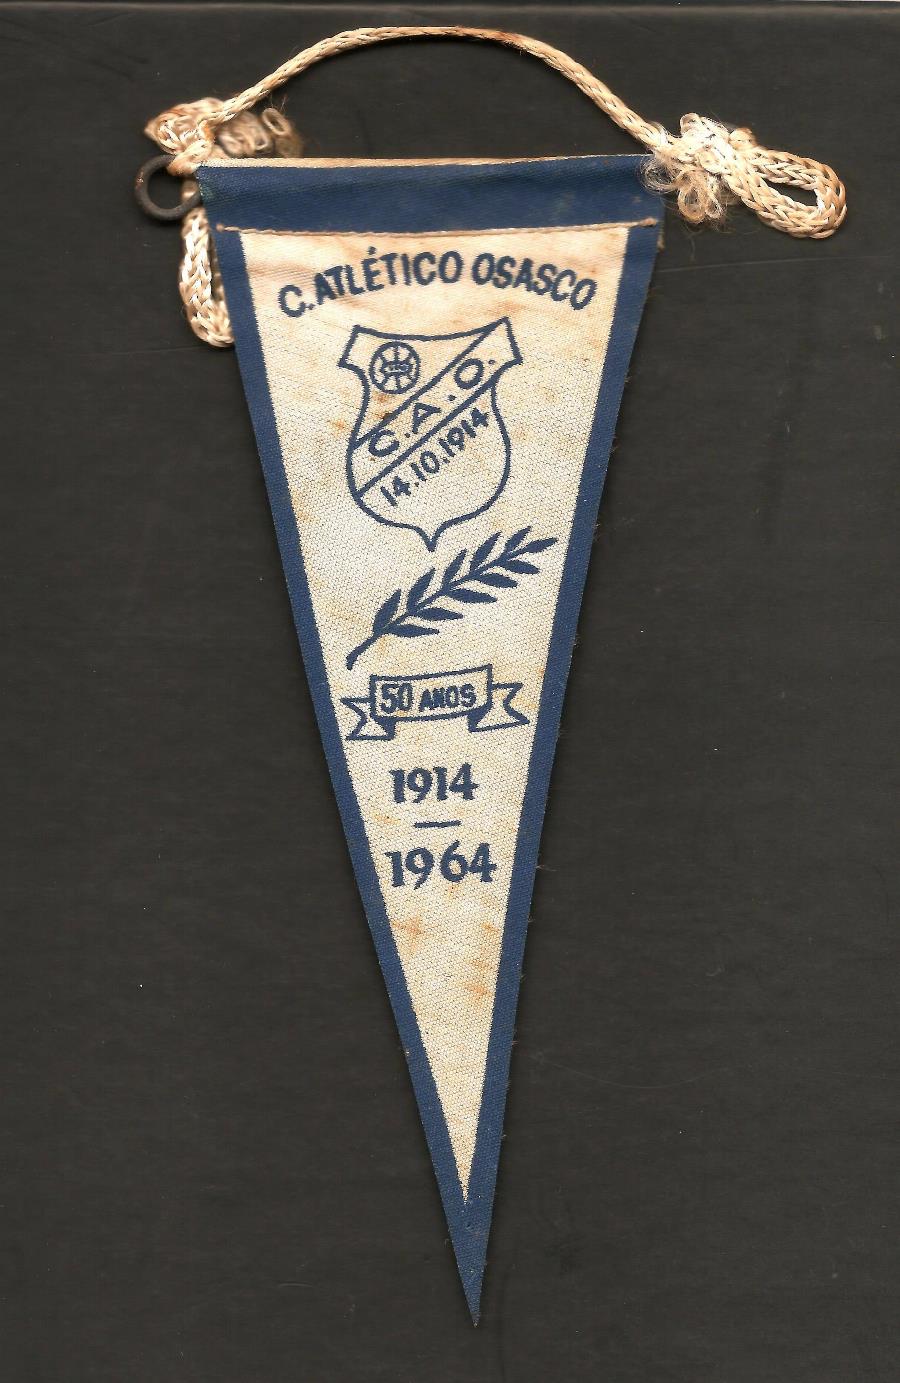 C. ATLÉTICO OSASCO
C.A.O.
14.10.1914
50 ANOS
1914
—
1964